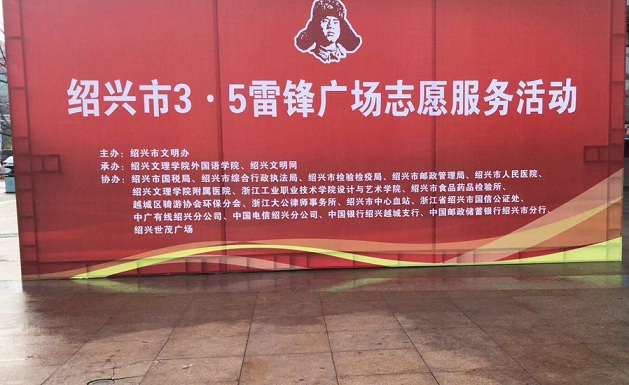 绍兴市3·5雷锋广场志愿服务活动
主办：绍兴市文明办
承办：绍兴文理学院外国语学院、绍兴文明网
协办：绍兴市国税局、绍兴市综合行政执法局、绍兴市检验检疫局、绍兴市邮政管理局、绍兴市人民医院、
绍兴文理学院附属医院、浙江工业职业技术学院设计与艺术学院、绍兴市食品药品检验所、
越城区骑游协会环保分会、浙江大公律师事务所、绍兴市中心血站、浙江省绍兴市国信公证处、
中广有线绍兴分公司、中国电信绍兴分公司、中国银行绍兴越城支行、中国邮政储蓄银行绍兴市分行、
绍兴世茂广场